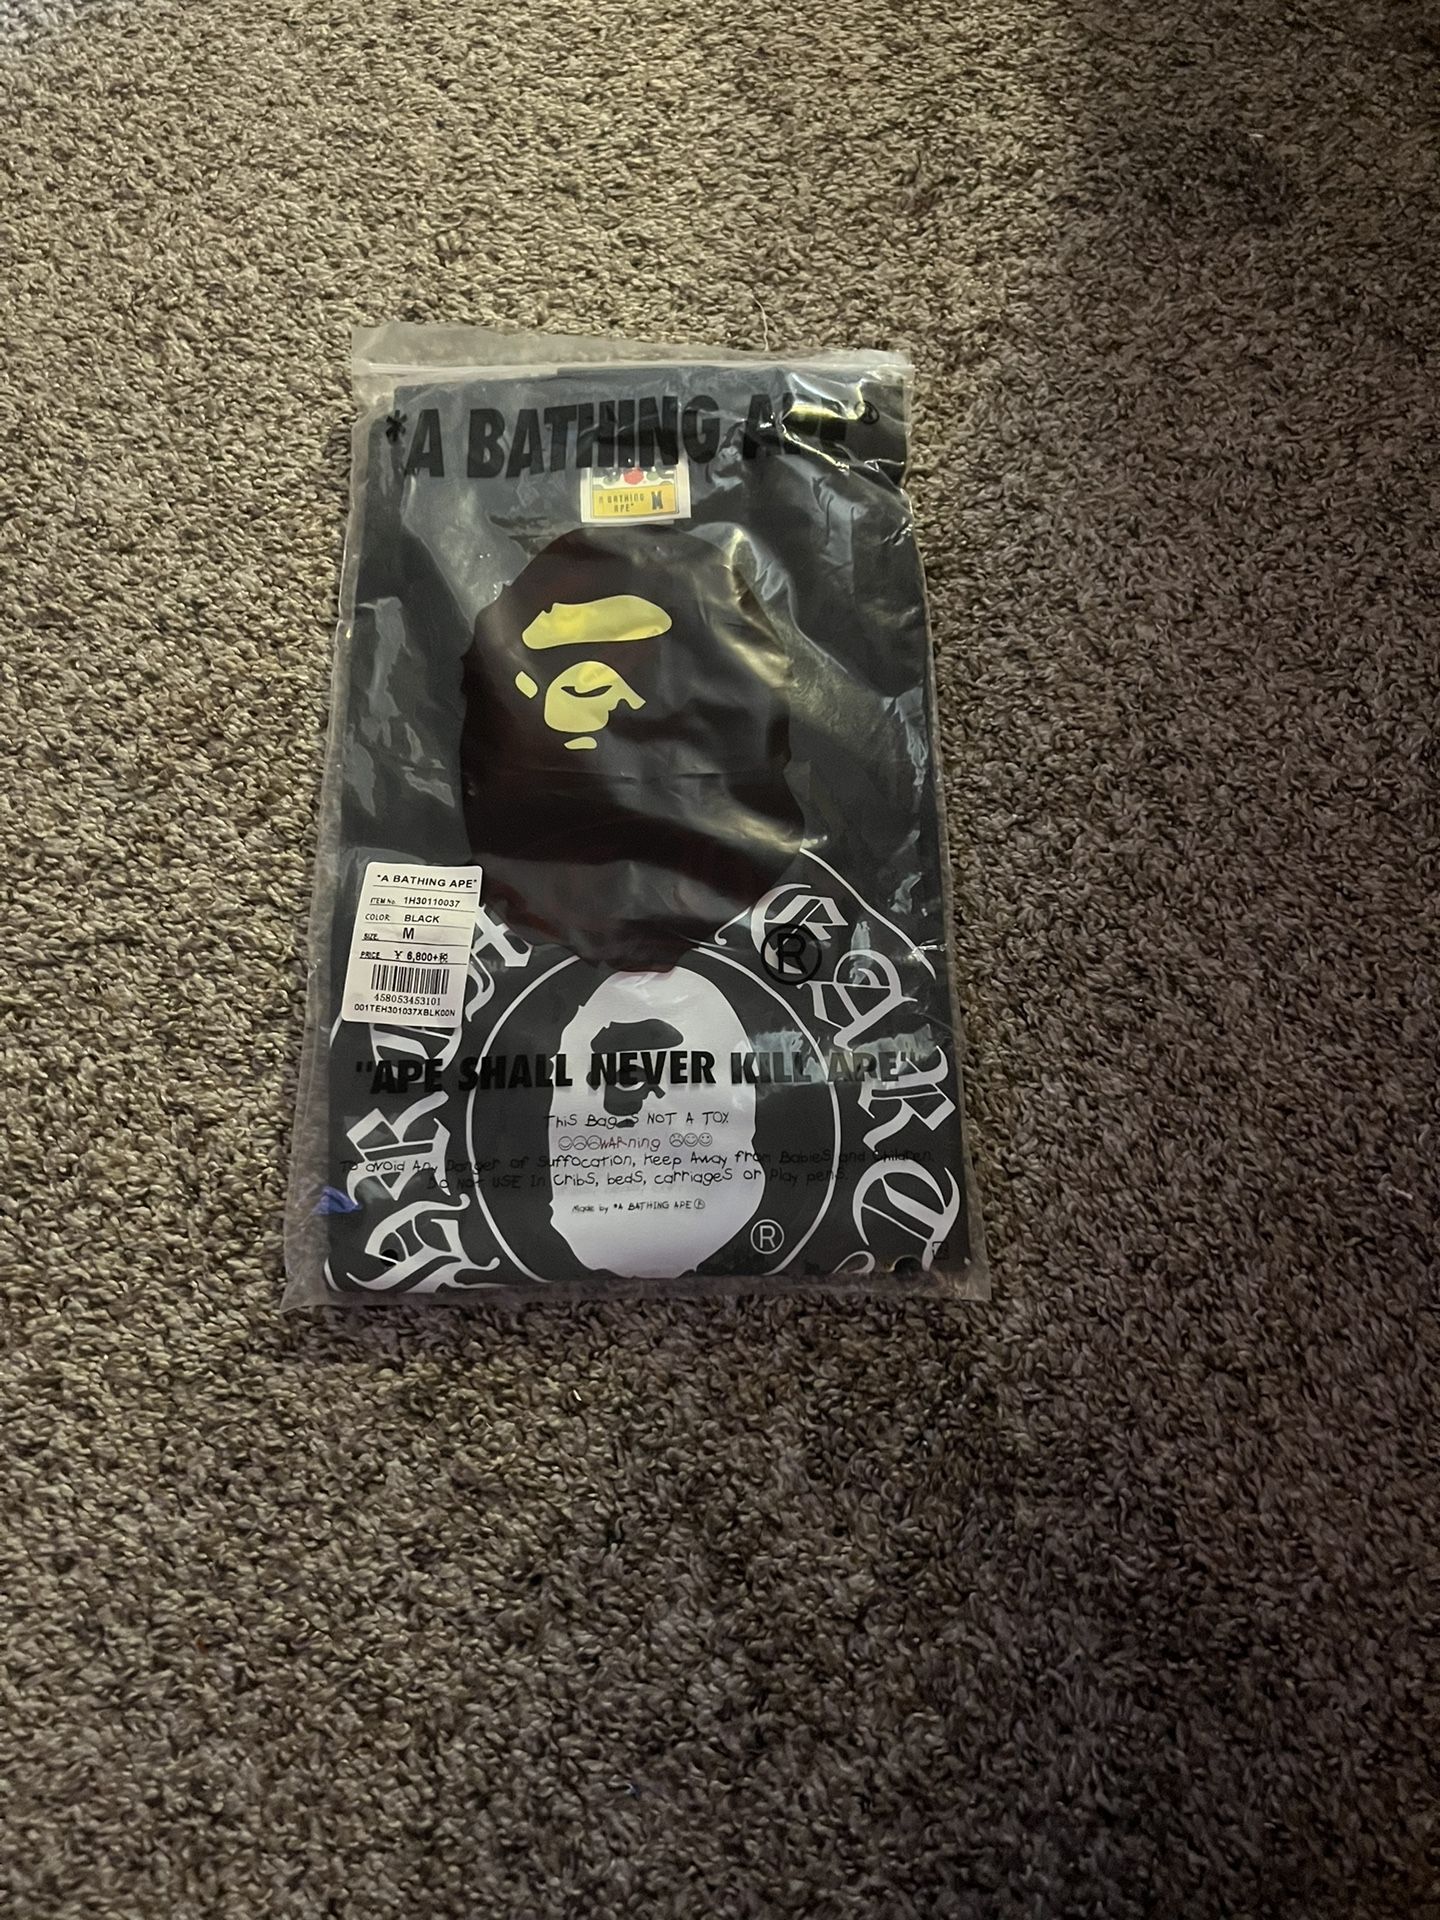 *A BATHING APE®
A BATHING
APE® M
"A BATHING APE"
ITEM No. 1H30110037
COLOR: BLACK
SIZE. M
PRICE. ¥ 6,800+税
458053453101
001TEH301037XBLK00N
®
"APE SHALL NEVER KILL APE"
This Bag is NOT A TOY.
WARning
To avoid Any Danger of Suffocation, Keep Away from Babies and Children.
Do NOT USE In Cribs, beds, carriages or Play pens.
Made by *A BATHING APE®
®